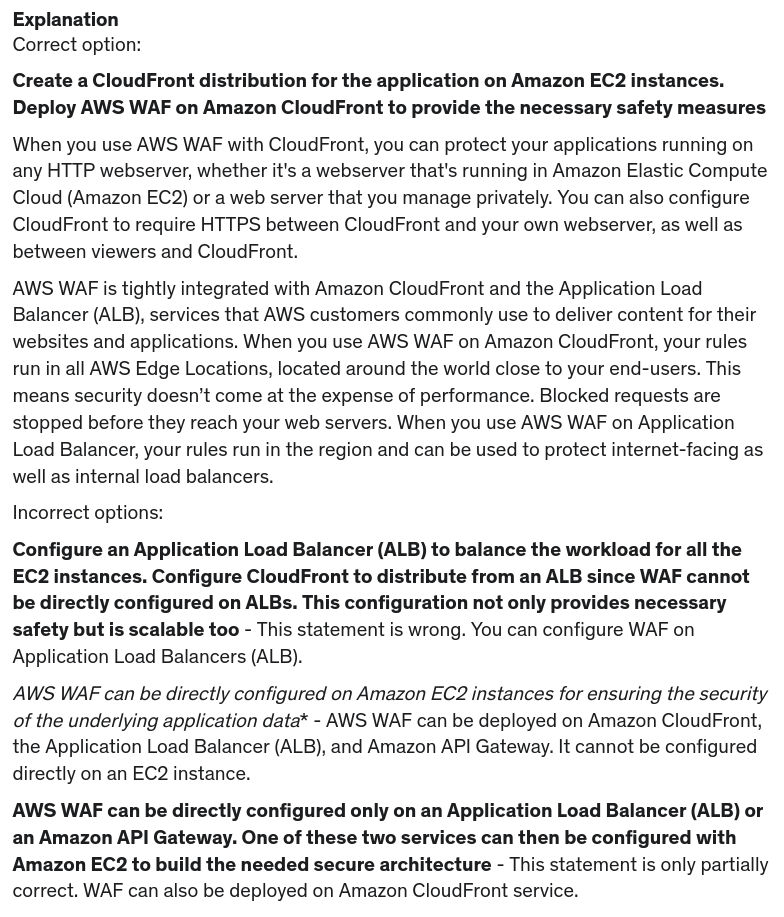 Explanation
Correct option:
Create a CloudFront distribution for the application on Amazon EC2 instances.
Deploy AWS WAF on Amazon CloudFront to provide the necessary safety measures
When you use AWS WAF with CloudFront, you can protect your applications running on
any HTTP webserver, whether it's a webserver that's running in Amazon Elastic Compute
Cloud (Amazon EC2) or a web server that you manage privately. You can also configure
CloudFront to require HTTPS between CloudFront and your own webserver, as well as
between viewers and CloudFront.
AWS WAF is tightly integrated with Amazon CloudFront and the Application Load
Balancer (ALB), services that AWS customers commonly use to deliver content for their
websites and applications. When you use AWS WAF on Amazon CloudFront, your rules
run in all AWS Edge Locations, located around the world close to your end-users. This
means security doesn’t come at the expense of performance. Blocked requests are
stopped before they reach your web servers. When you use AWS WAF on Application
Load Balancer, your rules run in the region and can be used to protect internet-facing as
well as internal load balancers.
Incorrect options:
Configure an Application Load Balancer (ALB) to balance the workload for all the
EC2 instances. Configure CloudFront to distribute from an ALB since WAF cannot
be directly configured on ALBs. This configuration not only provides necessary
safety but is scalable too - This statement is wrong. You can configure WAF on
Application Load Balancers (ALB).
AWS WAF can be directly configured on Amazon EC2 instances for ensuring the security
of the underlying application data* - AWS WAF can be deployed on Amazon CloudFront,
the Application Load Balancer (ALB), and Amazon API Gateway. It cannot be configured
directly on an EC2 instance.
AWS WAF can be directly configured only on an Application Load Balancer (ALB) or
an Amazon API Gateway. One of these two services can then be configured with
Amazon EC2 to build the needed secure architecture - This statement is only partially
correct. WAF can also be deployed on Amazon CloudFront service.